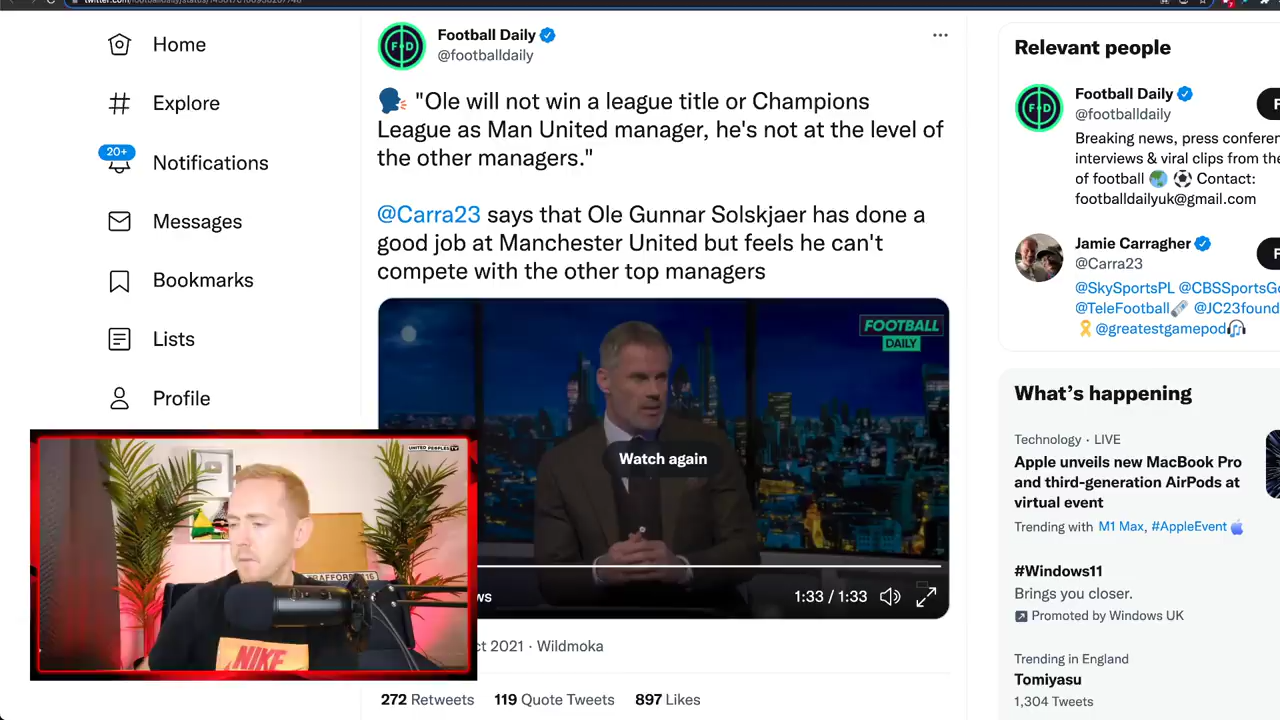 Home
Explore
20+
Notifications
Messages
Bookmarks
Lists
Profile
Football Daily
@footballdaily
"Ole will not win a league title or Champions
League as Man United manager, he's not at the level of
the other managers."
@Carra23 says that Ole Gunnar Solskjaer has done a
good job at Manchester United but feels he can't
compete with the other top managers
FOOTBALL
DAILY
Watch again
1:33 / 1:33
2021 · Wildmoka
272 Retweets 119 Quote Tweets 897 Likes
UNITED PEOPLES TV
NIKE
Relevant people
Football Daily
@footballdaily
Breaking news, press conferen
interviews & viral clips from the
of football Contact:
footballdailyuk@gmail.com
Jamie Carragher
@Carra23
@SkySportsPL @CBSSportsGo
@TeleFootball @JC23found
@greatestgamepod
What's happening
Technology · LIVE
Apple unveils new MacBook Pro
and third-generation AirPods at
virtual event
Trending with M1 Max, #AppleEvent
#Windows11
Brings you closer.
Promoted by Windows UK
Trending in England
Tomiyasu
1,304 Tweets